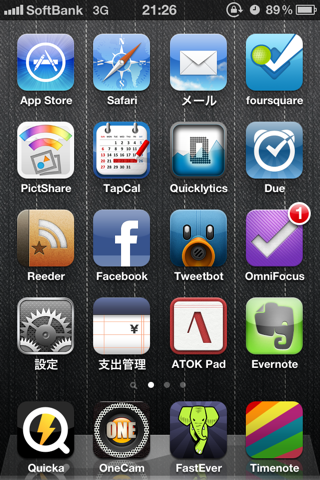 SoftBank 3G 21:26 89%
App Store Safari メール foursquare
PictShare TapCal Quicklytics Due
1
Reeder Facebook Tweetbot OmniFocus
¥
設定 支出管理 ATOK Pad Evernote
ONE
Quicka OneCam FastEver Timenote